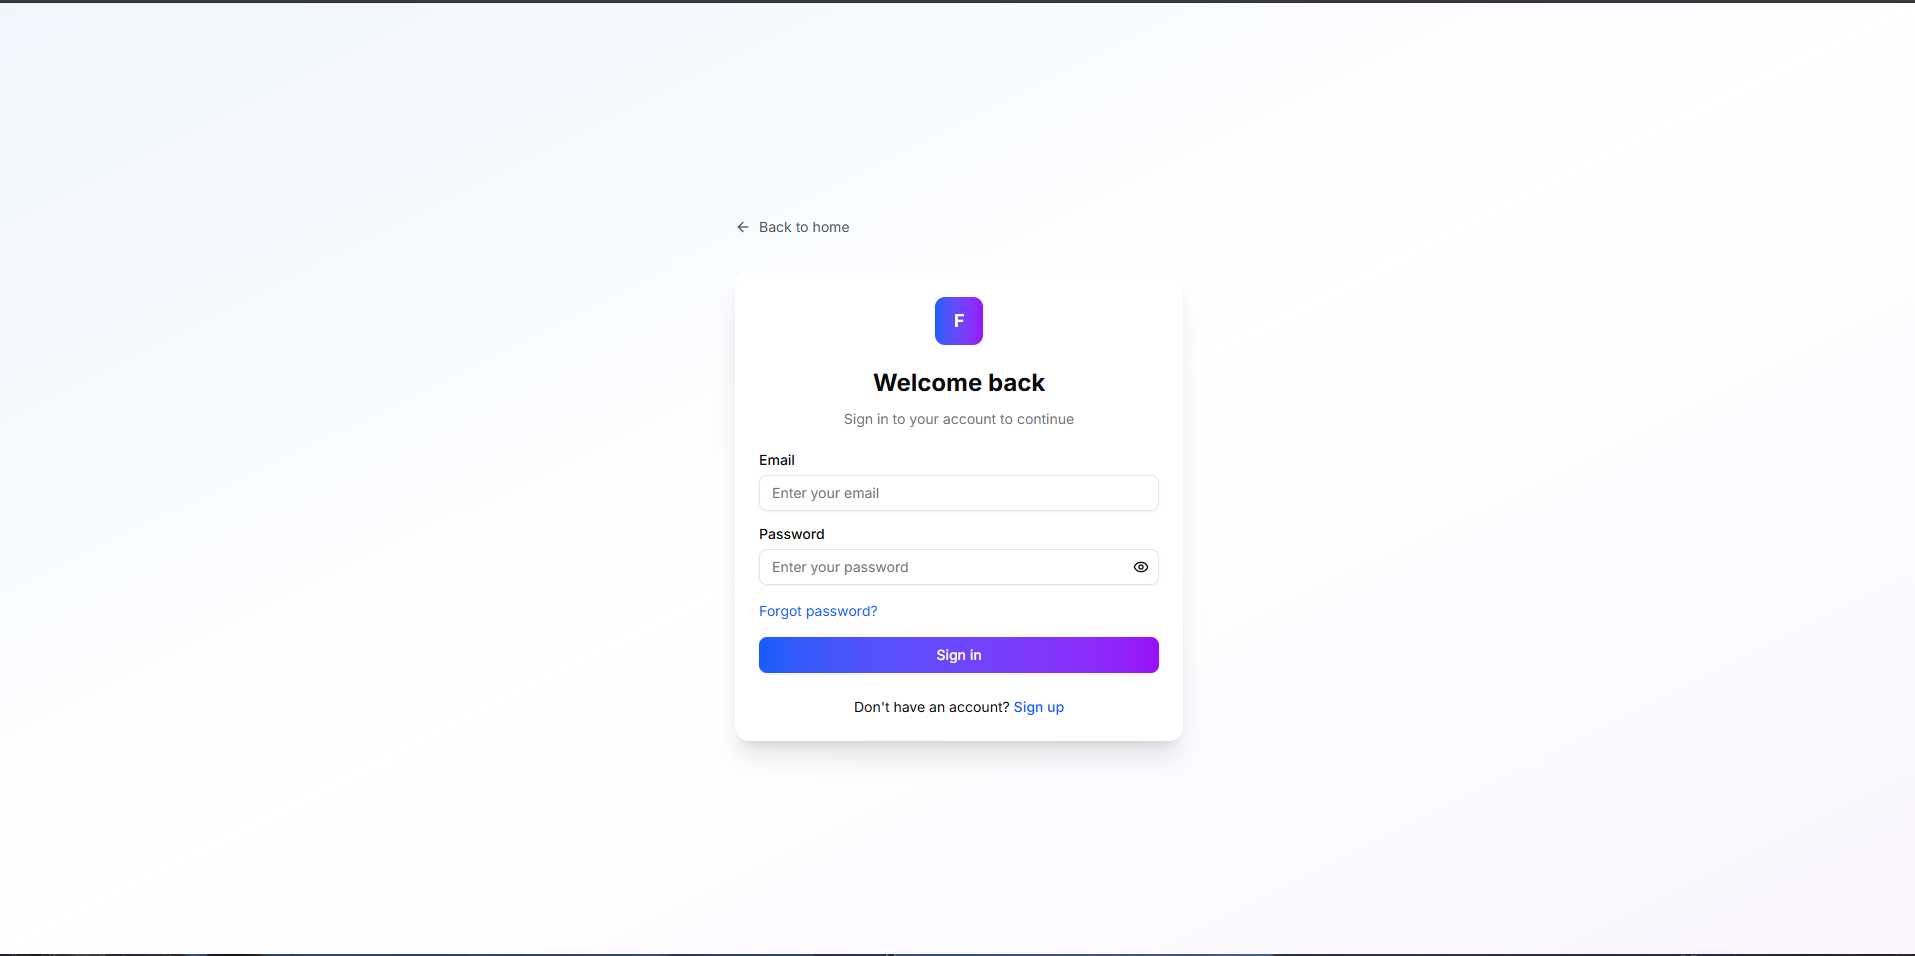 Back to home
F
Welcome back
Sign in to your account to continue
Email
Enter your email
Password
Enter your password
Forgot password?
Sign in
Don't have an account? Sign up